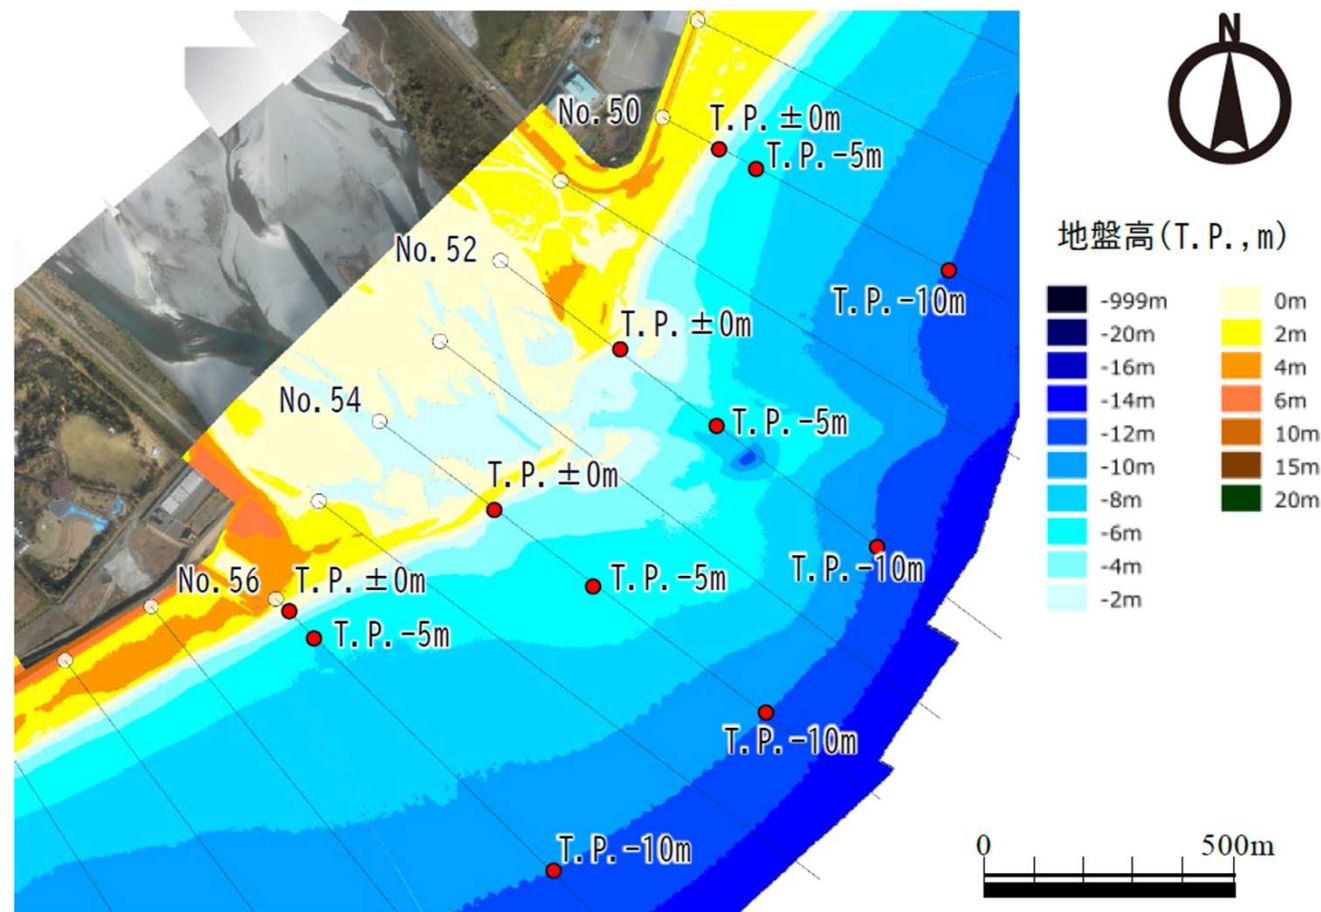 N
No.50
T.P.±0m
T.P.-5m
T.P.-10m
No.52
T.P.±0m
T.P.-5m
T.P.-10m
No.54
T.P.±0m
T.P.-5m
T.P.-10m
No.56
T.P.±0m
T.P.-5m
T.P.-10m
地盤高(T.P.,m)
-999m
-20m
-16m
-14m
-12m
-10m
-8m
-6m
-4m
-2m
0m
2m
4m
6m
10m
15m
20m
0
500m